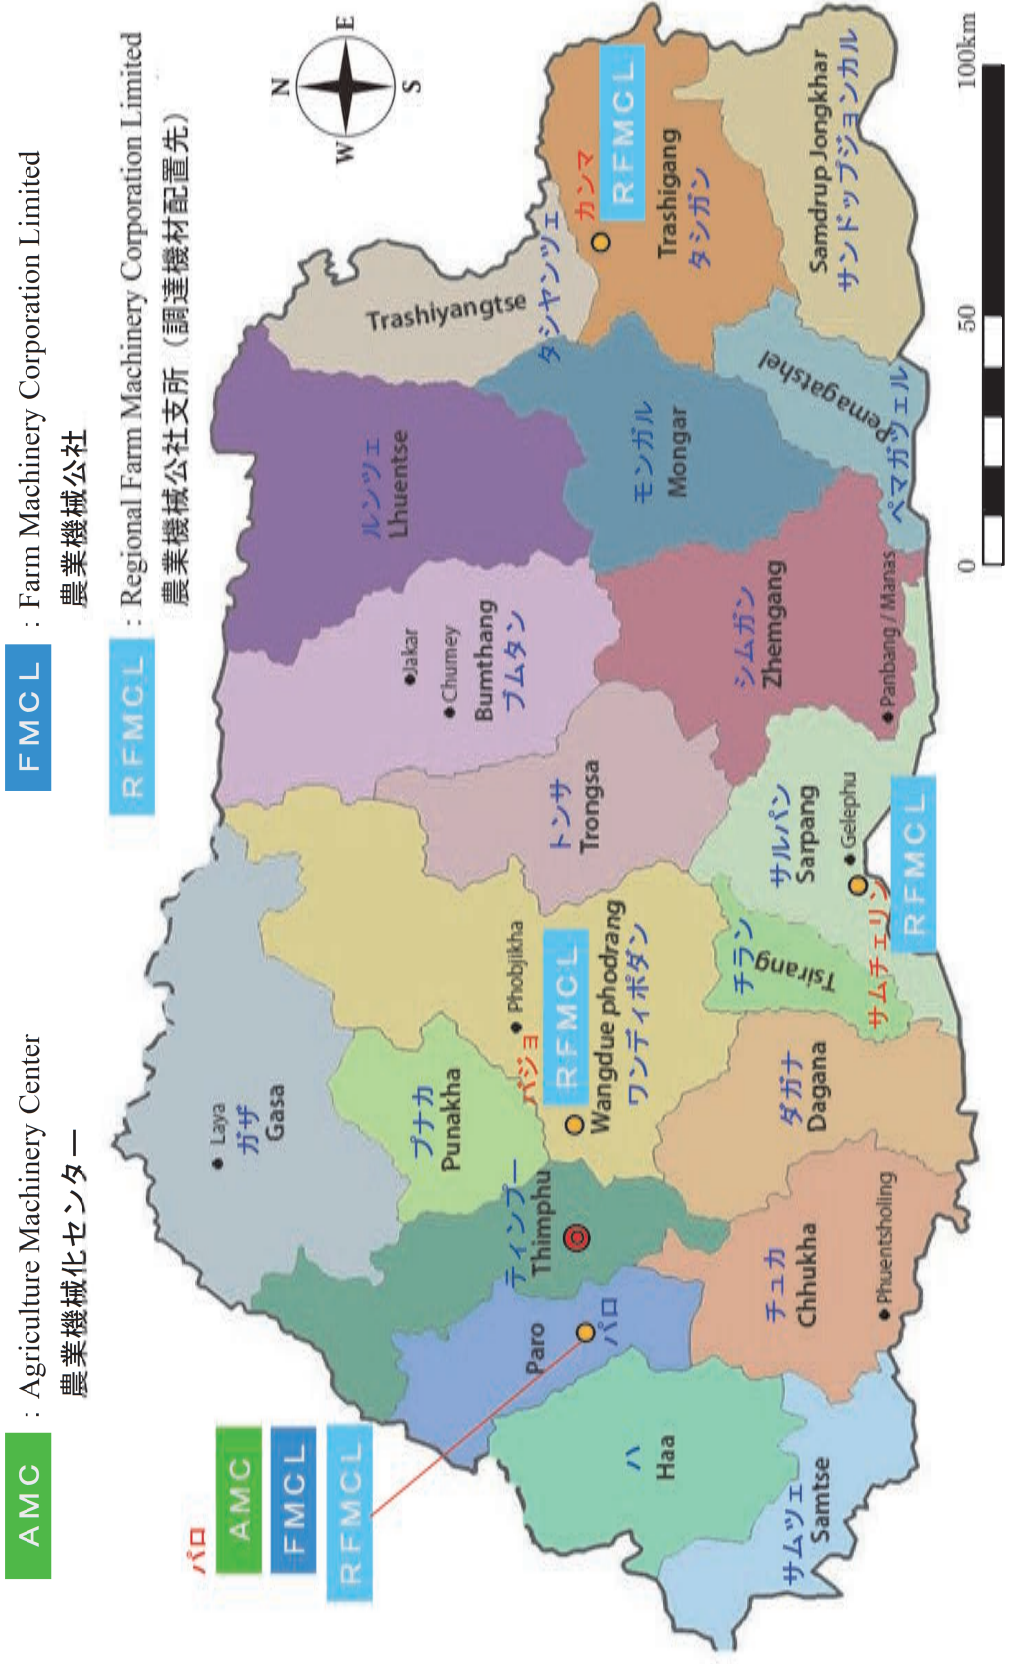 AMC : Agriculture Machinery Center
農業機械化センター
FMCL : Farm Machinery Corporation Limited
農業機械公社
RFMCL : Regional Farm Machinery Corporation Limited
農業機械公社支所（調達機材配置先）
パロ
AMC
FMCL
RFMCL
N
E
S
W
Laya
ガザ
Gasa
プナカ
Punakha
ティンプー
Thimphu
Paro
パロ
ハ
Haa
サムツェ
Samtse
チュカ
Chhukha
Phuentsholing
ダガナ
Dagana
Phobjikha
バジョ
RFMCL
Wangdue phodrang
ワンディポダン
チラン
Tsirang
サルパン
Sarpang
Gelephu
サムチェリン
RFMCL
トンサ
Trongsa
Jakar
Chumey
Bumthang
ブムタン
シムガン
Zhemgang
Panbang / Manas
ルンツェ
Lhuentse
モンガル
Mongar
Trashiyangtse
タシヤンツェ
カンマ
RFMCL
Trashigang
タシガン
Pemagatshel
ペマガツェル
Samdrup Jongkhar
サンドゥップジョンカル
0
50
100km